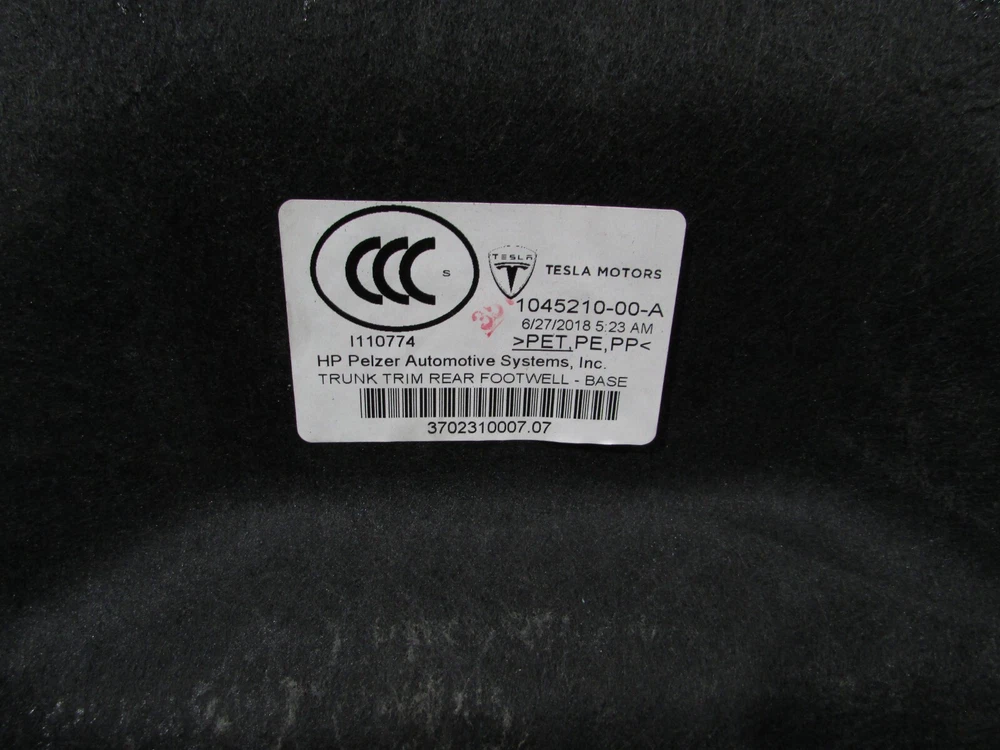 CCC S
TESLA
TESLA MOTORS
1045210-00-A
6/27/2018 5:23 AM
I110774
>PET,PE,PP<
HP Pelzer Automotive Systems, Inc.
TRUNK TRIM REAR FOOTWELL - BASE
3702310007.07